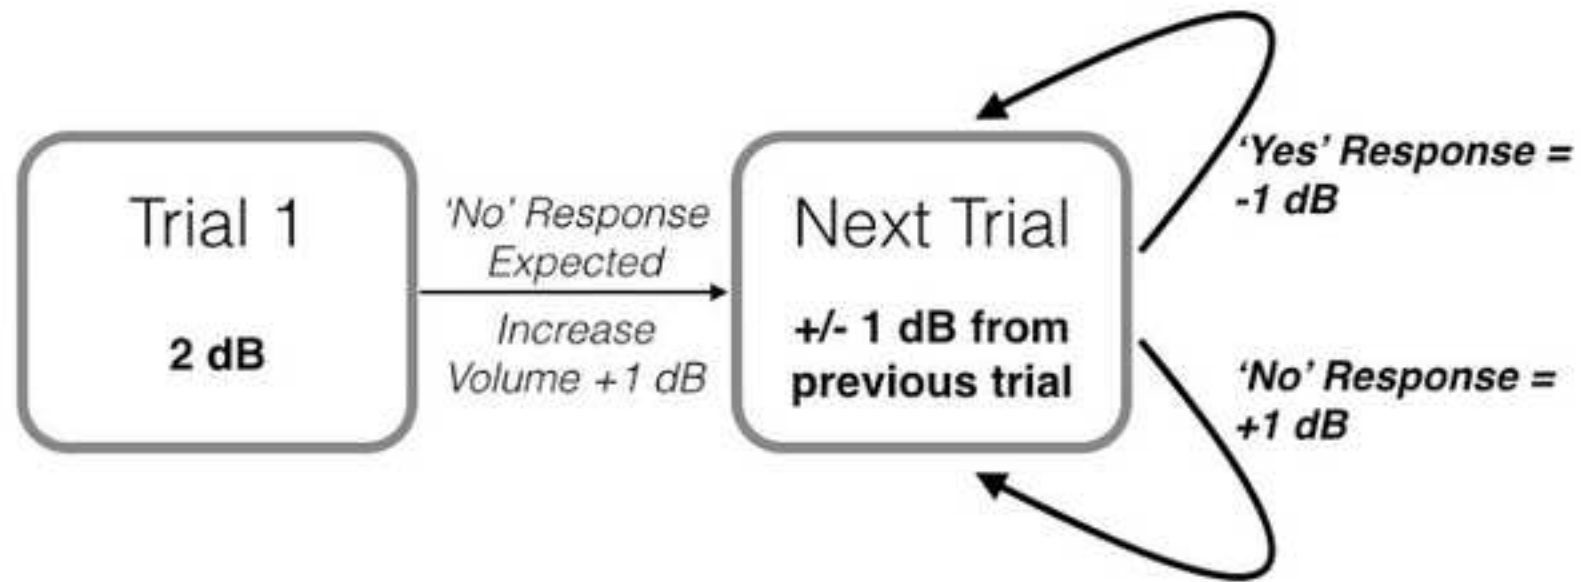 Trial 1
2 dB
‘No’ Response
Expected
Increase
Volume +1 dB
Next Trial
+/- 1 dB from
previous trial
‘Yes’ Response =
-1 dB
‘No’ Response =
+1 dB